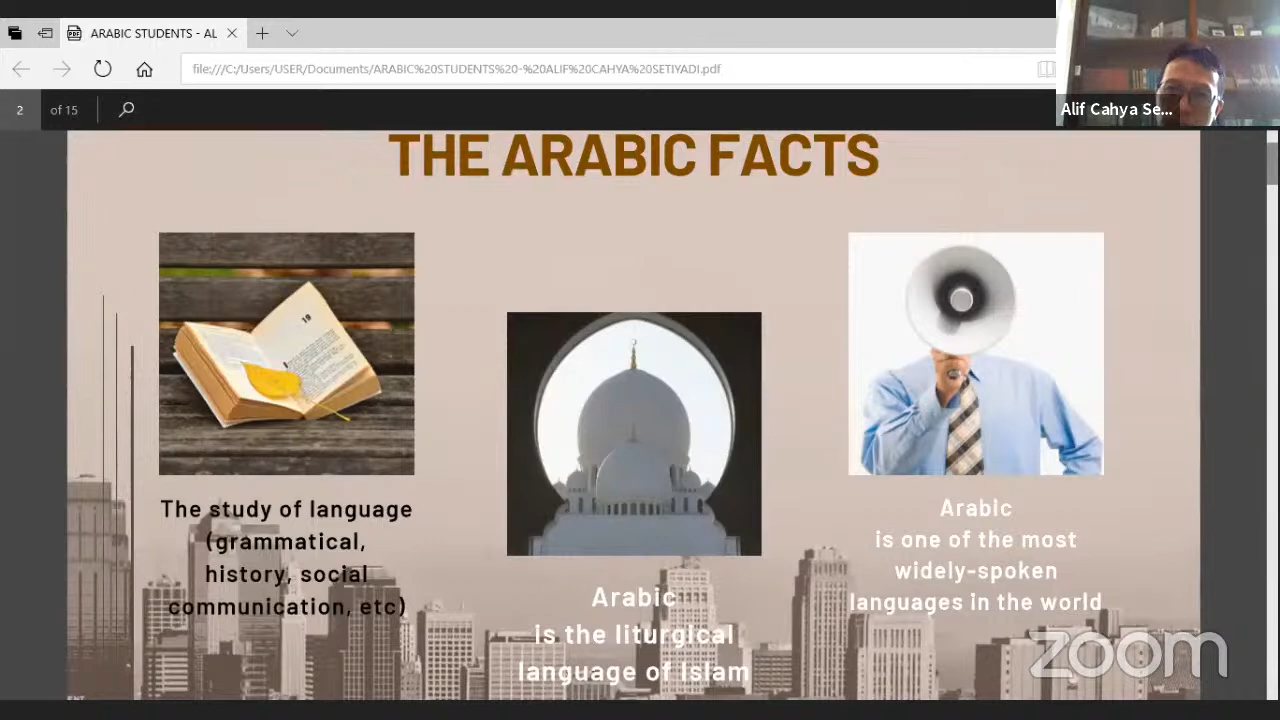 ARABIC STUDENTS - AL
file:///C:/Users/USER/Documents/ARABIC%20STUDENTS%20-%20ALIF%20CAHYA%20SETIYADI.pdf
2 of 15
Alif Cahya Se...
THE ARABIC FACTS
The study of language
(grammatical,
history, social
communication, etc)
Arabic
is the liturgical
language of Islam
Arabic
is one of the most
widely-spoken
languages in the world
zoom